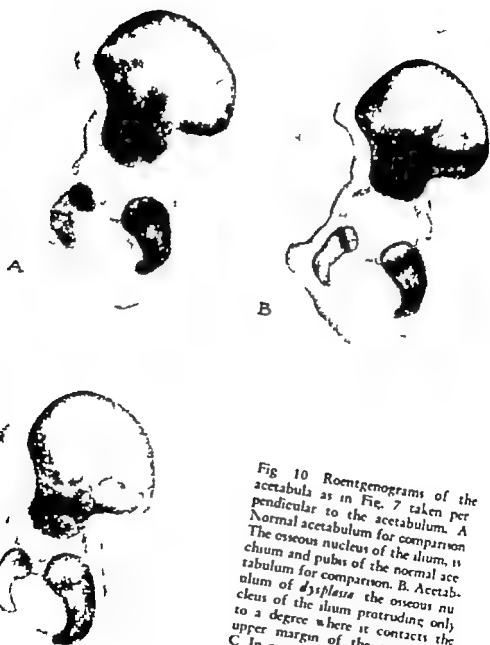 A
B
Fig 10 Roentgenograms of the
acetabula as in Fig. 7 taken per
pendicular to the acetabulum. A
Normal acetabulum for comparison
The osseous nucleus of the ilium, is
chium and pubis of the normal ace
tabulum for comparison. B. Acetab-
ulum of dysplasia the osseous nu
cleus of the ilium protruding only
to a degree where it contacts the
upper margin of the
C In